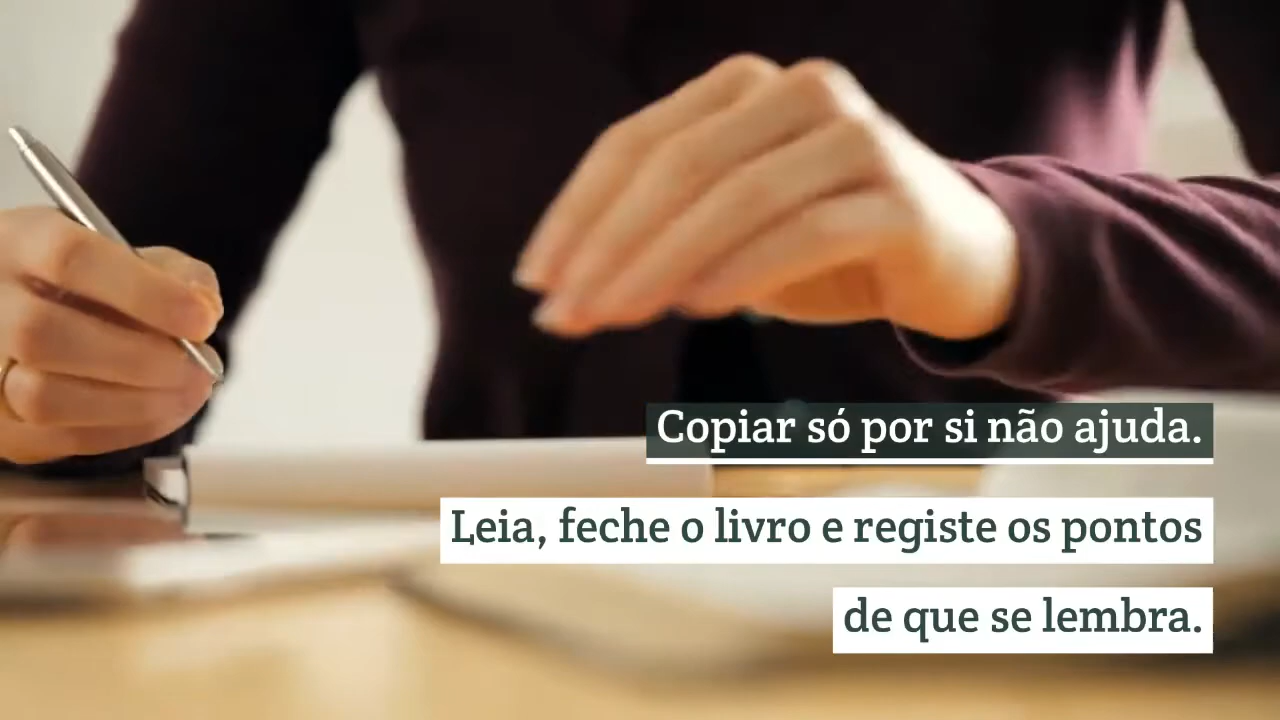 Copiar só por si não ajuda.
Leia, feche o livro e registe os pontos
de que se lembra.